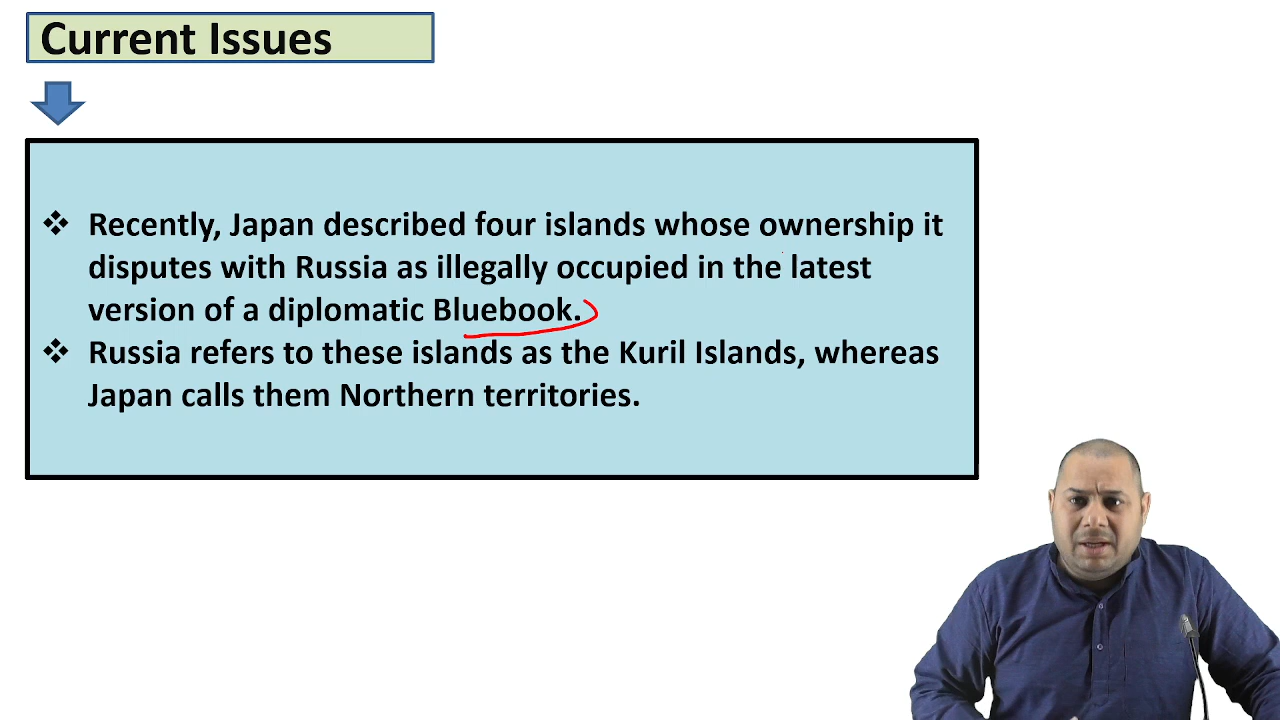 Current Issues
❖ Recently, Japan described four islands whose ownership it
disputes with Russia as illegally occupied in the latest
version of a diplomatic Bluebook.
❖ Russia refers to these islands as the Kuril Islands, whereas
Japan calls them Northern territories.